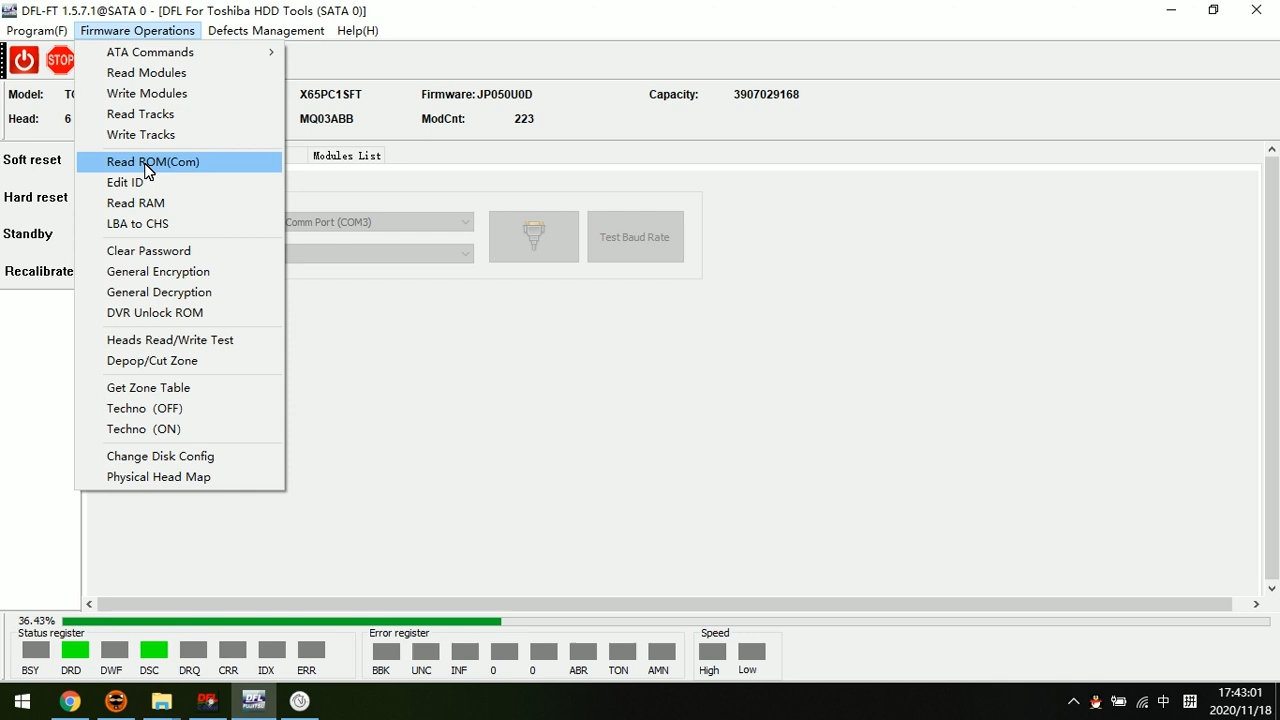 DFL-FT 1.5.7.1@SATA 0 - [DFL For Toshiba HDD Tools (SATA 0)]
Program(F) Firmware Operations Defects Management Help(H)
STOP
ATA Commands
Read Modules
Write Modules
Read Tracks
Write Tracks
Read ROM(Com)
Edit ID
Read RAM
LBA to CHS
Clear Password
General Encryption
General Decryption
DVR Unlock ROM
Heads Read/Write Test
Depop/Cut Zone
Get Zone Table
Techno (OFF)
Techno (ON)
Change Disk Config
Physical Head Map
Model: X65PC1SFT Firmware: JP050U0D Capacity: 3907029168
Head: 6 MQ03ABB ModCnt: 223
Modules List
Soft reset
Hard reset
Standby
Recalibrate
Comm Port (COM3)
Test Baud Rate
36.43%
Status register Error register Speed
BSY DRD DWF DSC DRQ CRR IDX ERR BBK UNC INF 0 0 ABR TON AMN High Low
中
17:43:01
2020/11/18